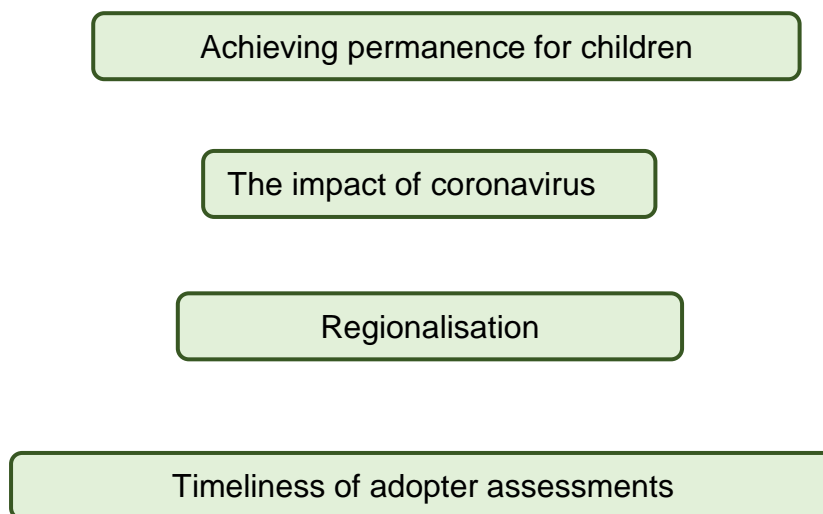 Achieving permanence for children
The impact of coronavirus
Regionalisation
Timeliness of adopter assessments